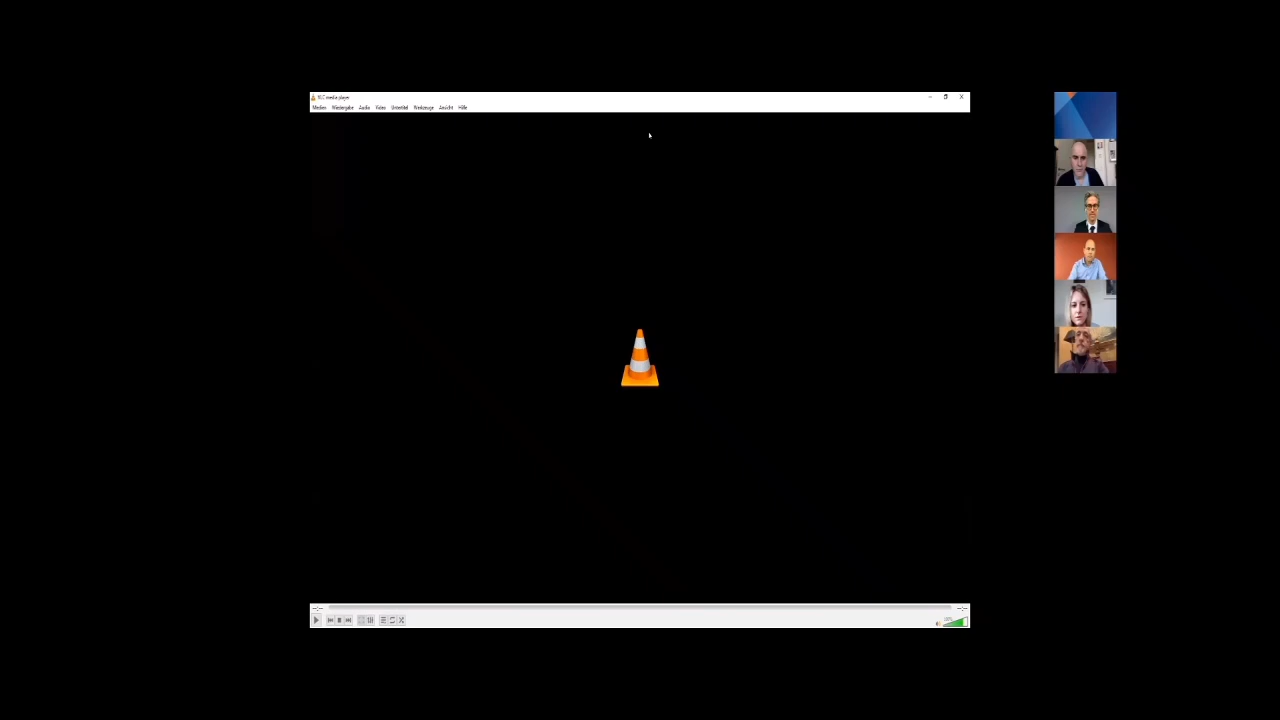 VLC media player
Medien Wiedergabe Audio Video Untertitel Werkzeuge Ansicht Hilfe
--:-- --:--